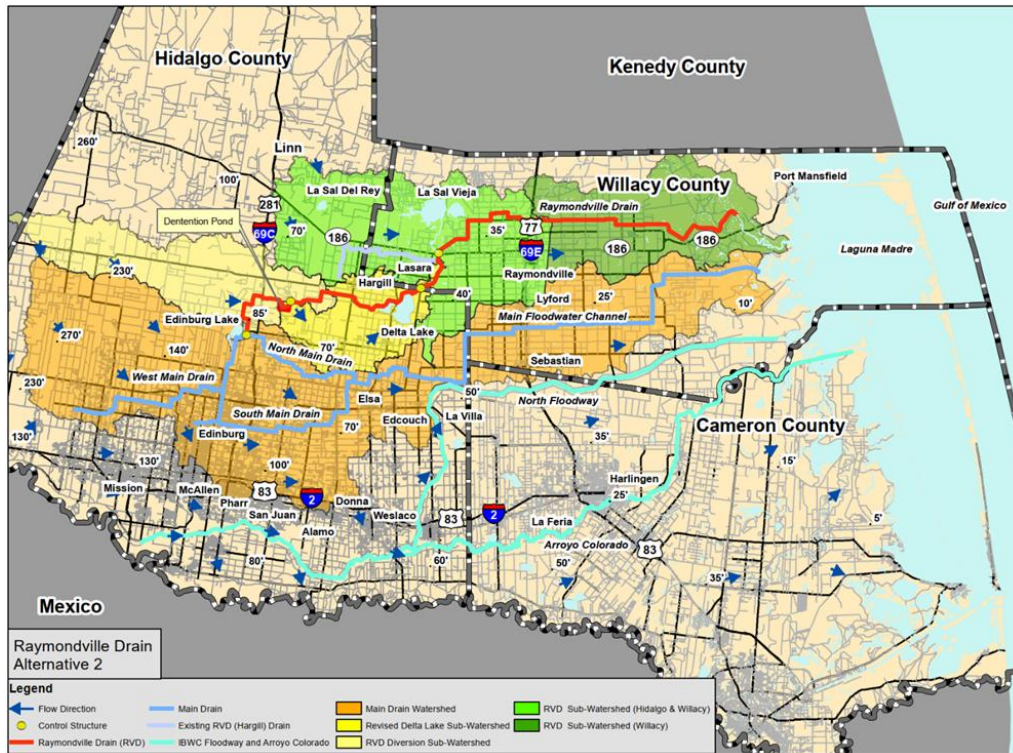 Hidalgo County
Kenedy County
260'
Linn
100'
La Sal Del Rey
La Sal Vieja
Willacy County
Port Mansfield
Gulf of Mexico
281
Dentention Pond
69C
70'
186
35'
77
Raymondville Drain
69E
186
186
Laguna Madre
Lasara
Raymondville
230'
Hargill
40'
Lyford
25'
10'
Edinburg Lake
85'
Delta Lake
Main Floodwater Channel
270'
140'
North Main Drain
70'
Sebastian
230'
West Main Drain
Elsa
50'
North Floodway
South Main Drain
70'
Edcouch
La Villa
Cameron County
130'
Edinburg
35'
130'
100'
15'
Mission
McAllen
Pharr
83
2
Donna
Harlingen
25'
San Juan
Alamo
Weslaco
83
2
La Feria
5'
Arroyo Colorado
83
80'
60'
50'
35'
Mexico
Raymondville Drain
Alternative 2
Legend
Flow Direction
Main Drain
Main Drain Watershed
RVD Sub-Watershed (Hidalgo & Willacy)
Control Structure
Existing RVD (Hargill) Drain
Revised Delta Lake Sub-Watershed
RVD Sub-Watershed (Willacy)
Raymondville Drain (RVD)
IBWC Floodway and Arroyo Colorado
RVD Diversion Sub-Watershed